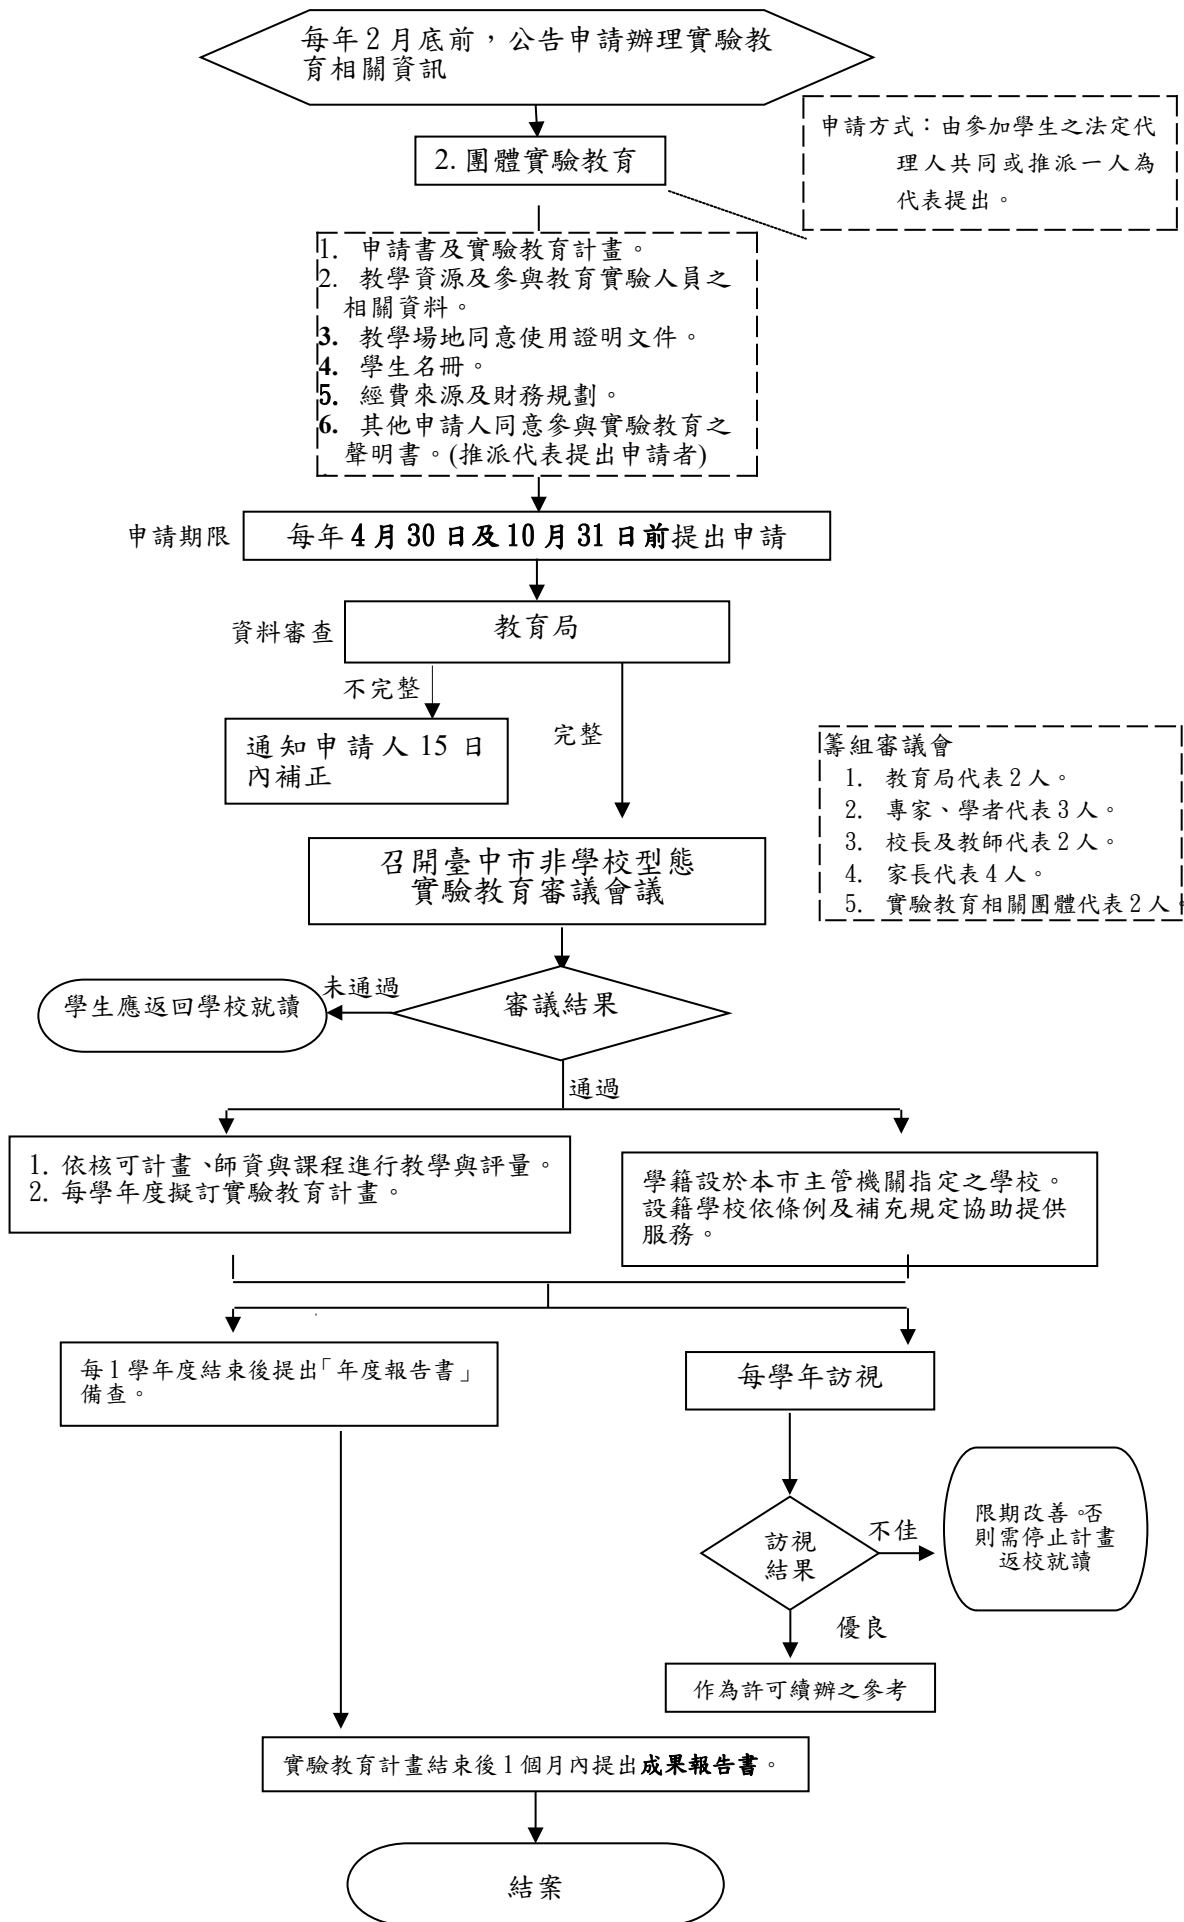 每年2月底前，公告申請辦理實驗教
育相關資訊
2.團體實驗教育
申請方式：由參加學生之法定代
理人共同或推派一人為
代表提出。
1. 申請書及實驗教育計畫。
2. 教學資源及參與教育實驗人員之
相關資料。
3. 教學場地同意使用證明文件。
4. 學生名冊。
5. 經費來源及財務規劃。
6. 其他申請人同意參與實驗教育之
聲明書。(推派代表提出申請者)
申請期限
每年4月30日及10月31日前提出申請
資料審查
教育局
不完整
完整
通知申請人15日
內補正
籌組審議會
1. 教育局代表2人。
2. 專家、學者代表3人。
3. 校長及教師代表2人。
4. 家長代表4人。
5. 實驗教育相關團體代表2人。
召開臺中市非學校型態
實驗教育審議會議
審議結果
未通過
學生應返回學校就讀
通過
1. 依核可計畫、師資與課程進行教學與評量。
2. 每學年度擬訂實驗教育計畫。
學籍設於本市主管機關指定之學校。
設籍學校依條例及補充規定協助提供
服務。
每1學年度結束後提出「年度報告書」
備查。
每學年訪視
訪視
結果
不佳
限期改善。否
則需停止計畫
返校就讀
優良
作為許可續辦之參考
實驗教育計畫結束後1個月內提出成果報告書。
結案